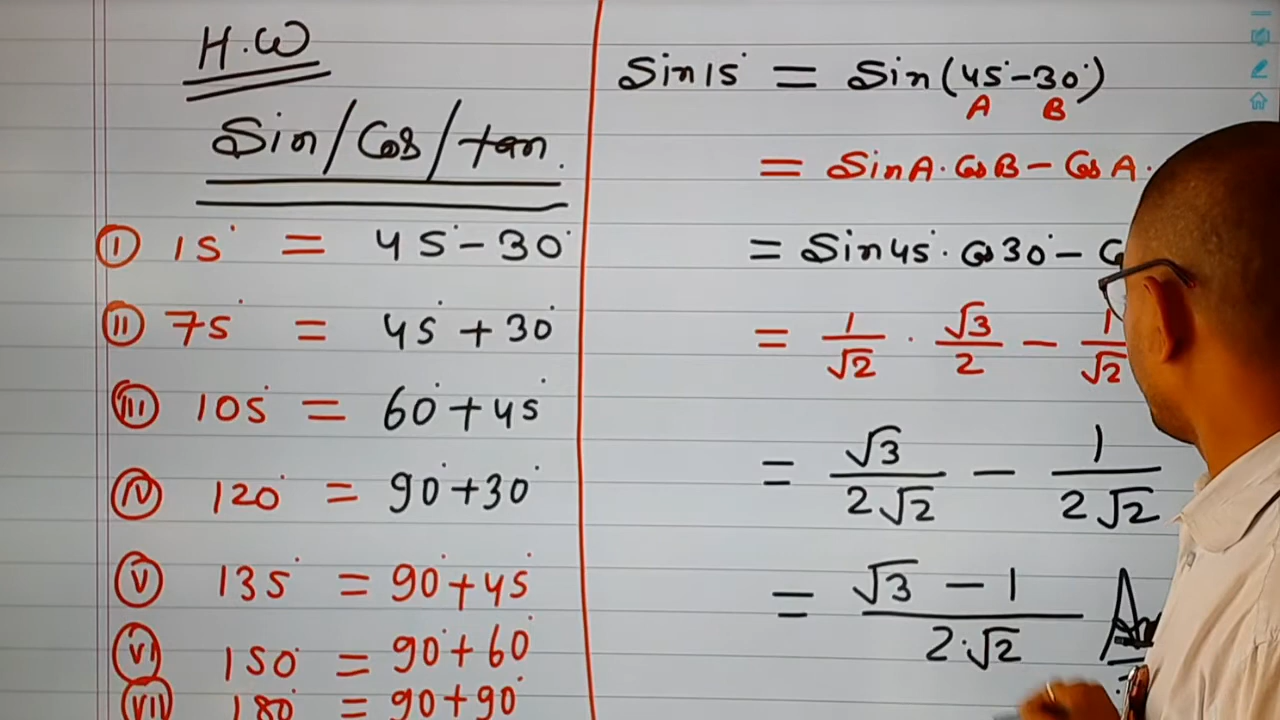 H.W
Sin/Cos/tan.
(I) 15° = 45° - 30°
(II) 75° = 45° + 30°
(III) 105° = 60° + 45°
(IV) 120° = 90° + 30°
(V) 135° = 90° + 45°
(VI) 150° = 90° + 60°
(VII) 180° = 90 + 90°
Sin15° = Sin(45° - 30°)
A B
= SinA·CosB - CosA·
= Sin45°·Cos30° -
= 1/√2 · √3/2 - 1/√2
= √3/2√2 - 1/2√2
= √3 - 1/2·√2